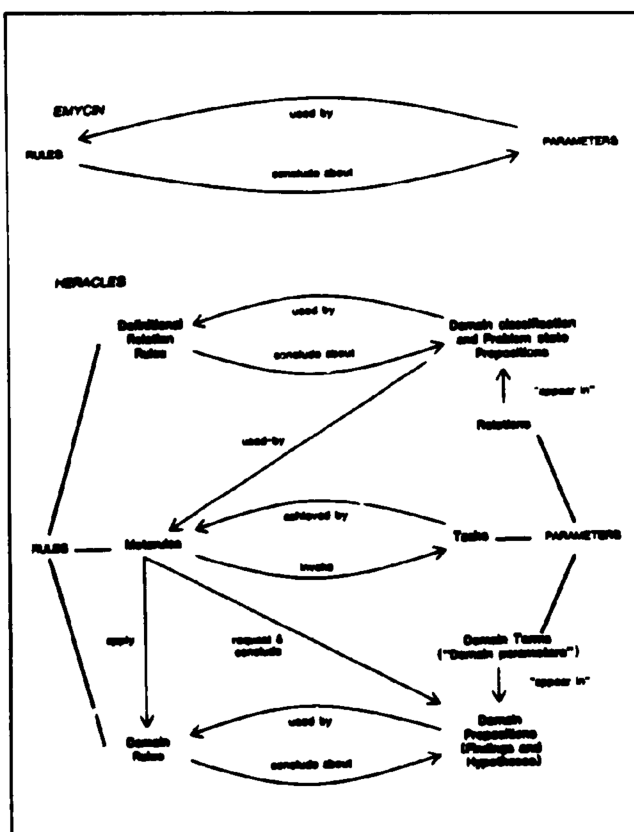 EMYCIN
used by
RULES
PARAMETERS
conclude about
HERACLES
used by
Definitional
Relation
Rules
Domain classification
and Problem state
Propositions
conclude about
"appear in"
Relations
used-by
achieved by
RULES
Metarules
Tasks
PARAMETERS
invoke
apply
request &
conclude
Domain Terms
("Domain parameters")
"appear in"
used by
Domain
Rules
Domain
Propositions
(Findings and
Hypotheses)
conclude about